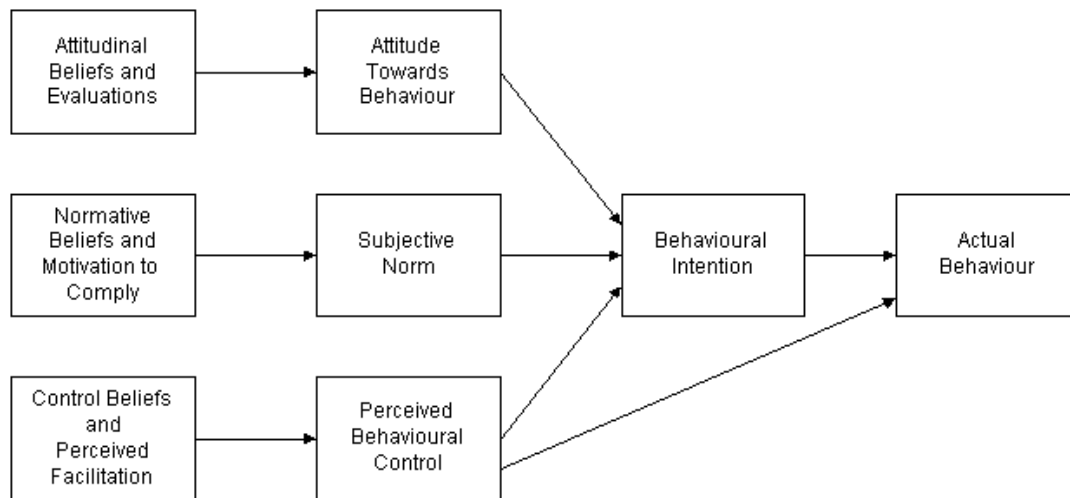 Attitudinal
Beliefs and
Evaluations
Attitude
Towards
Behaviour
Normative
Beliefs and
Motivation to
Comply
Subjective
Norm
Behavioural
Intention
Actual
Behaviour
Control Beliefs
and
Perceived
Facilitation
Perceived
Behavioural
Control